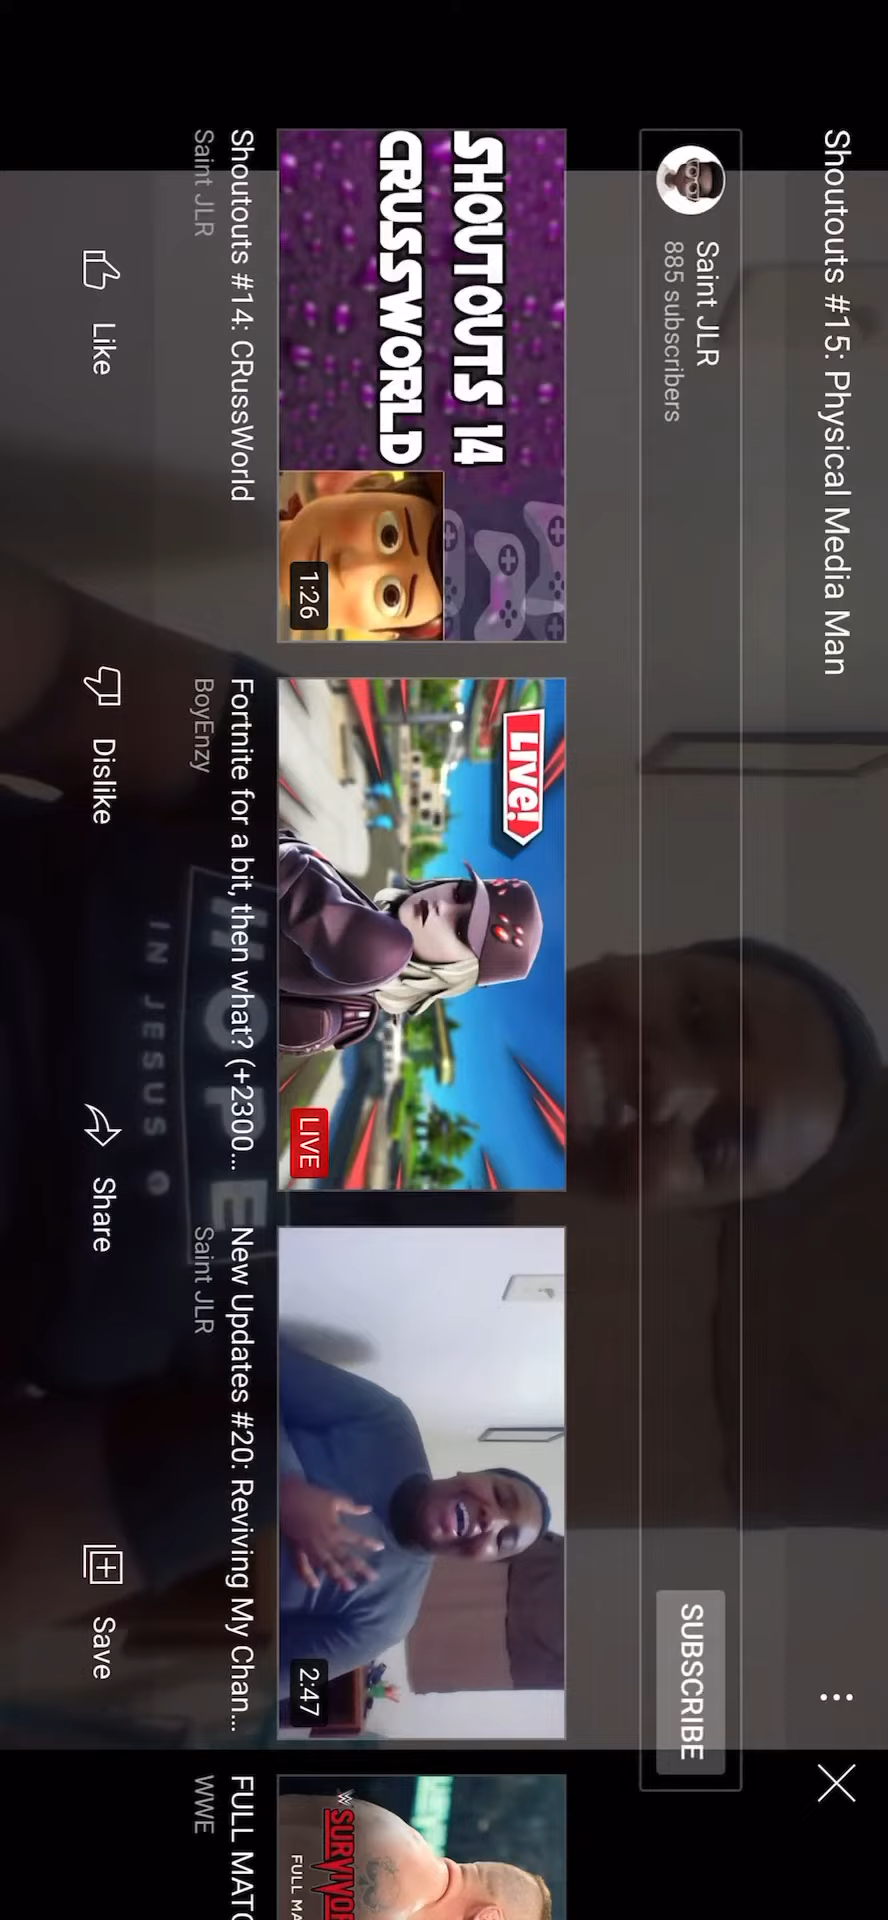 Shoutouts #15: Physical Media Man
Saint JLR
885 subscribers
SUBSCRIBE
SHOUTOUTS 14
CRUSSWORLD
1:26
Shoutouts #14: CRussWorld
Saint JLR
LIVE!
LIVE
Fortnite for a bit, then what? (+2300...
BoyEnzy
2:47
New Updates #20: Reviving My Chan...
Saint JLR
FULL
WWE
HOPE
IN JESUS
Like
Dislike
Share
Save